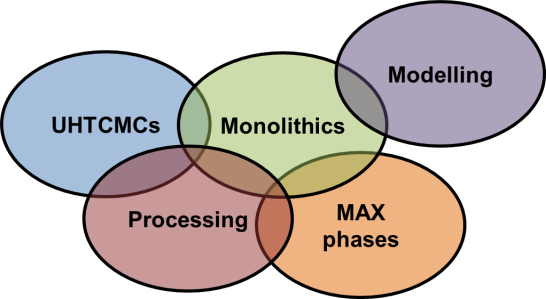 Modelling
UHTCMCs
Monolithics
Processing
MAX
phases